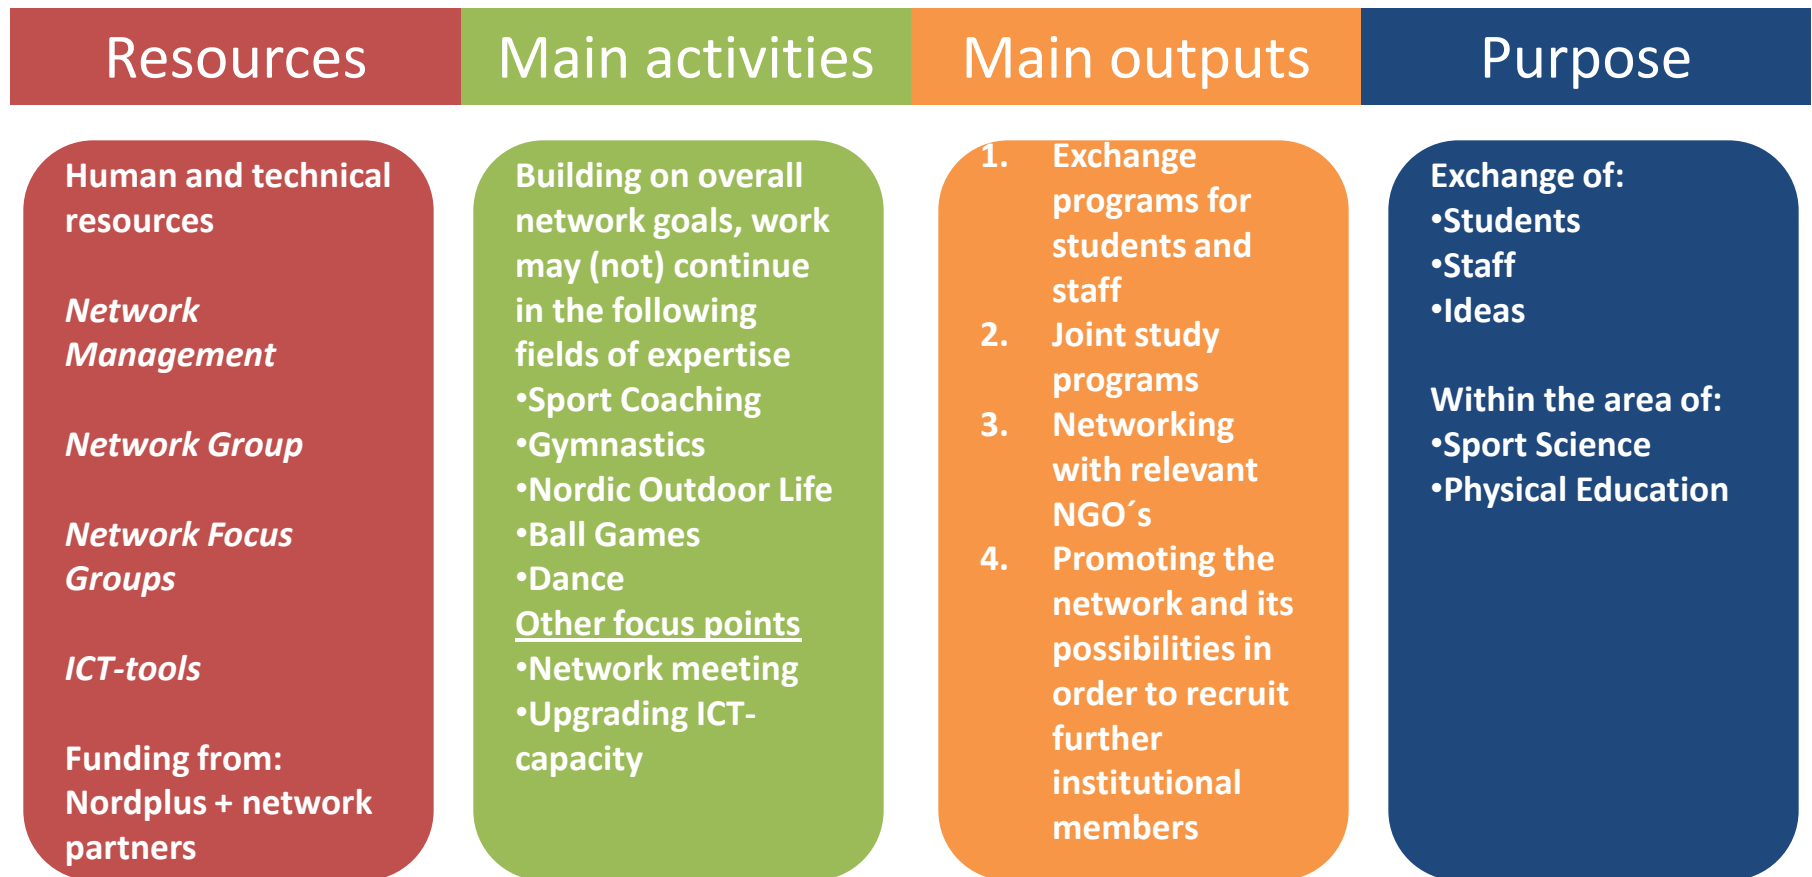 Resources
Main activities
Main outputs
Purpose
Human and technical
resources
Network
Management
Network Group
Network Focus
Groups
ICT-tools
Funding from:
Nordplus + network
partners
Building on overall
network goals, work
may (not) continue
in the following
fields of expertise
•Sport Coaching
•Gymnastics
•Nordic Outdoor Life
•Ball Games
•Dance
Other focus points
•Network meeting
•Upgrading ICT-
capacity
1. Exchange
programs for
students and
staff
2. Joint study
programs
3. Networking
with relevant
NGO´s
4. Promoting the
network and its
possibilities in
order to recruit
further
institutional
members
Exchange of:
•Students
•Staff
•Ideas
Within the area of:
•Sport Science
•Physical Education